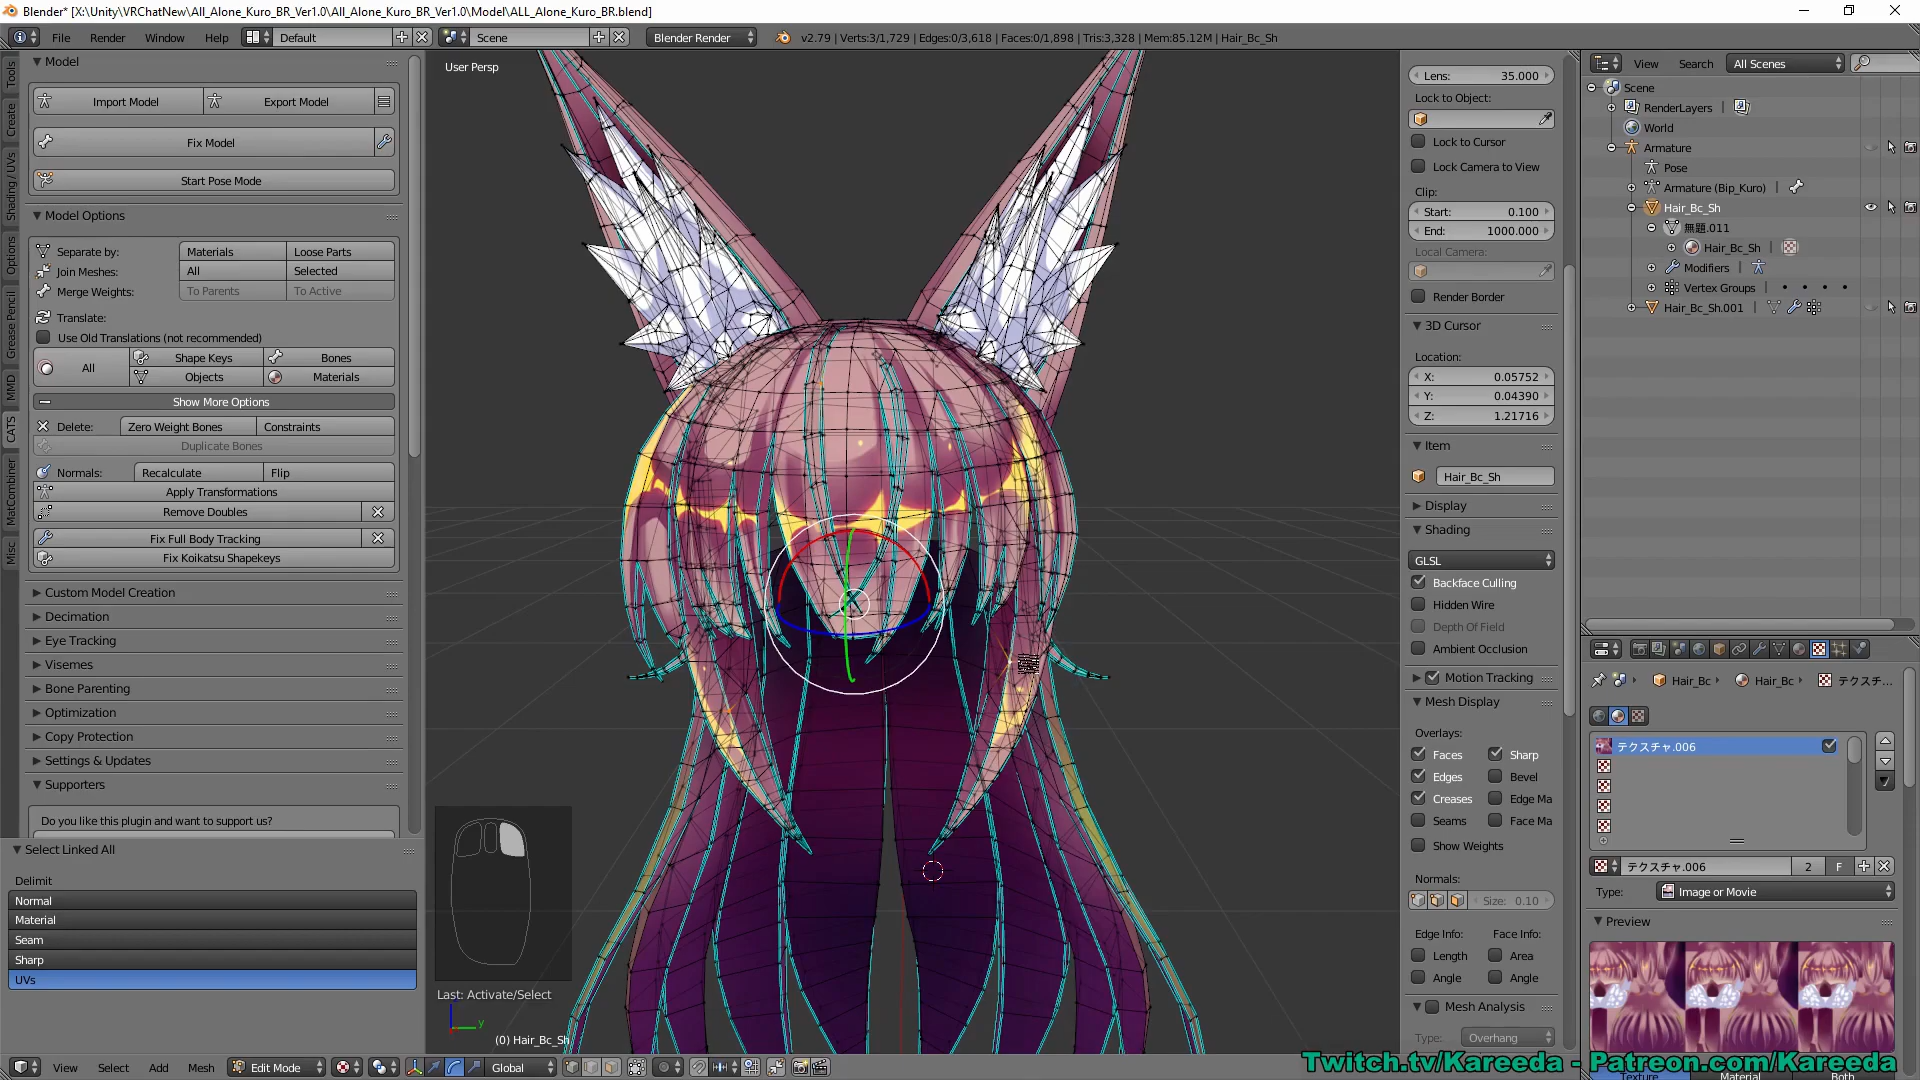 Blender* [X:\Unity\VRChatNew\All_Alone_Kuro_BR_Ver1.0\All_Alone_Kuro_BR_Ver1.0\Model\ALL_Alone_Kuro_BR.blend]
File Render Window Help Default Scene Blender Render v2.79 | Verts:3/1,729 | Edges:0/3,618 | Faces:0/1,898 | Tris:3,328 | Mem:85.12M | Hair_Bc_Sh
Tools
Create
Shading / UVs
Options
Grease Pencil
MMD
CATS
MatCombiner
Misc
Model
Import Model Export Model
Fix Model
Start Pose Mode
Model Options
Separate by: Materials Loose Parts
Join Meshes: All Selected
Merge Weights: To Parents To Active
Translate:
Use Old Translations (not recommended)
All Shape Keys Bones
Objects Materials
Show More Options
Delete: Zero Weight Bones Constraints
Duplicate Bones
Normals: Recalculate Flip
Apply Transformations
Remove Doubles
Fix Full Body Tracking
Fix Koikatsu Shapekeys
Custom Model Creation
Decimation
Eye Tracking
Visemes
Bone Parenting
Optimization
Copy Protection
Settings & Updates
Supporters
Do you like this plugin and want to support us?
Select Linked All
Delimit
Normal
Material
Seam
Sharp
UVs
User Persp
Last: Activate/Select
y
(0) Hair_Bc_Sh
View Select Add Mesh Edit Mode Global
Lens: 35.000
Lock to Object:
Lock to Cursor
Lock Camera to View
Clip:
Start: 0.100
End: 1000.000
Local Camera:
Render Border
3D Cursor
Location:
X: 0.05752
Y: 0.04390
Z: 1.21716
Item
Hair_Bc_Sh
Display
Shading
GLSL
Backface Culling
Hidden Wire
Depth Of Field
Ambient Occlusion
Motion Tracking
Mesh Display
Overlays:
Faces Sharp
Edges Bevel
Creases Edge Ma
Seams Face Ma
Show Weights
Normals:
Size: 0.10
Edge Info: Face Info:
Length Area
Angle Angle
Mesh Analysis
Type: Overhang
View Search All Scenes
Scene
RenderLayers
World
Armature
Pose
Armature (Bip_Kuro)
Hair_Bc_Sh
無題.011
Hair_Bc_Sh
Modifiers
Vertex Groups
Hair_Bc_Sh.001
Hair_Bc Hair_Bc テクスチ...
テクスチャ.006
テクスチャ.006 2 F
Type: Image or Movie
Preview
Twitch.tv/Kareeda - Patreon.com/Kareeda
Texture Material Both